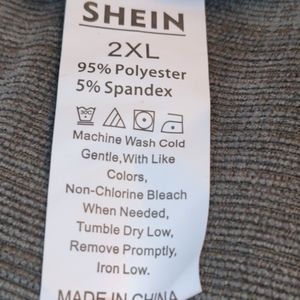 SHEIN
2XL
95% Polyester
5% Spandex
Machine Wash Cold
Gentle,With Like
Colors,
Non-Chlorine Bleach
When Needed,
Tumble Dry Low,
Remove Promptly,
Iron Low.
MADE IN CHINA